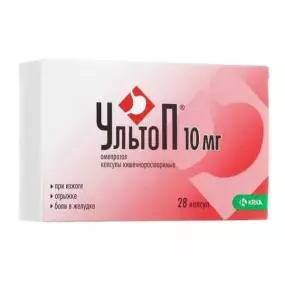 УльтоП® 10 мг
омепразол
капсулы кишечнорастворимые
при изжоге
отрыжке
боли в желудке
28 капсул
KRKA